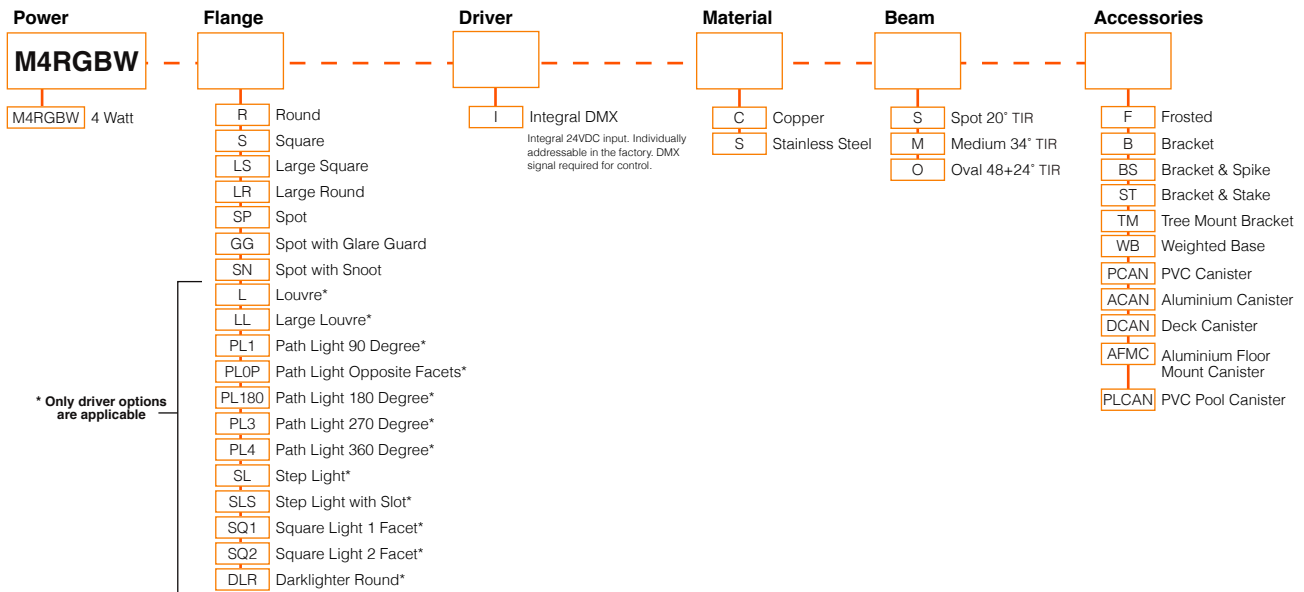 Power
Flange
Driver
Material
Beam
Accessories
M4RGBW
M4RGBW 4 Watt
R Round
S Square
LS Large Square
LR Large Round
SP Spot
GG Spot with Glare Guard
SN Spot with Snoot
L Louvre*
LL Large Louvre*
PL1 Path Light 90 Degree*
PL0P Path Light Opposite Facets*
PL180 Path Light 180 Degree*
PL3 Path Light 270 Degree*
PL4 Path Light 360 Degree*
SL Step Light*
SLS Step Light with Slot*
SQ1 Square Light 1 Facet*
SQ2 Square Light 2 Facet*
DLR Darklighter Round*
* Only driver options
are applicable
I Integral DMX
Integral 24VDC input. Individually
addressable in the factory. DMX
signal required for control.
C Copper
S Stainless Steel
S Spot 20° TIR
M Medium 34° TIR
O Oval 48+24° TIR
F Frosted
B Bracket
BS Bracket & Spike
ST Bracket & Stake
TM Tree Mount Bracket
WB Weighted Base
PCAN PVC Canister
ACAN Aluminium Canister
DCAN Deck Canister
AFMC Aluminium Floor
Mount Canister
PLCAN PVC Pool Canister